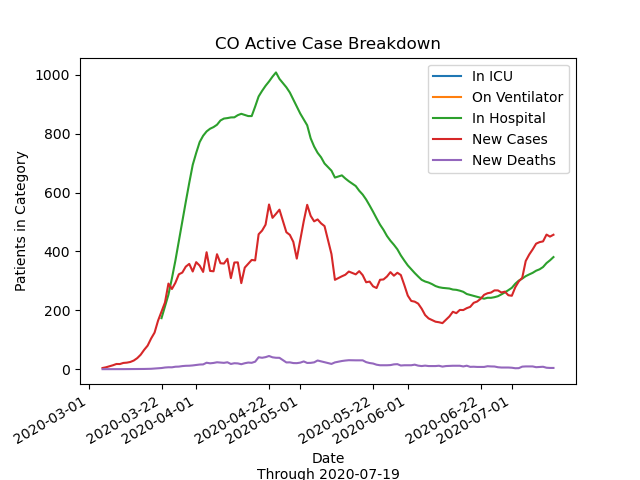 CO Active Case Breakdown
Patients in Category
1000
800
600
400
200
0
In ICU
On Ventilator
In Hospital
New Cases
New Deaths
2020-03-01
2020-03-22
2020-04-01
2020-04-22
2020-05-01
2020-05-22
2020-06-01
2020-06-22
2020-07-01
Date
Through 2020-07-19